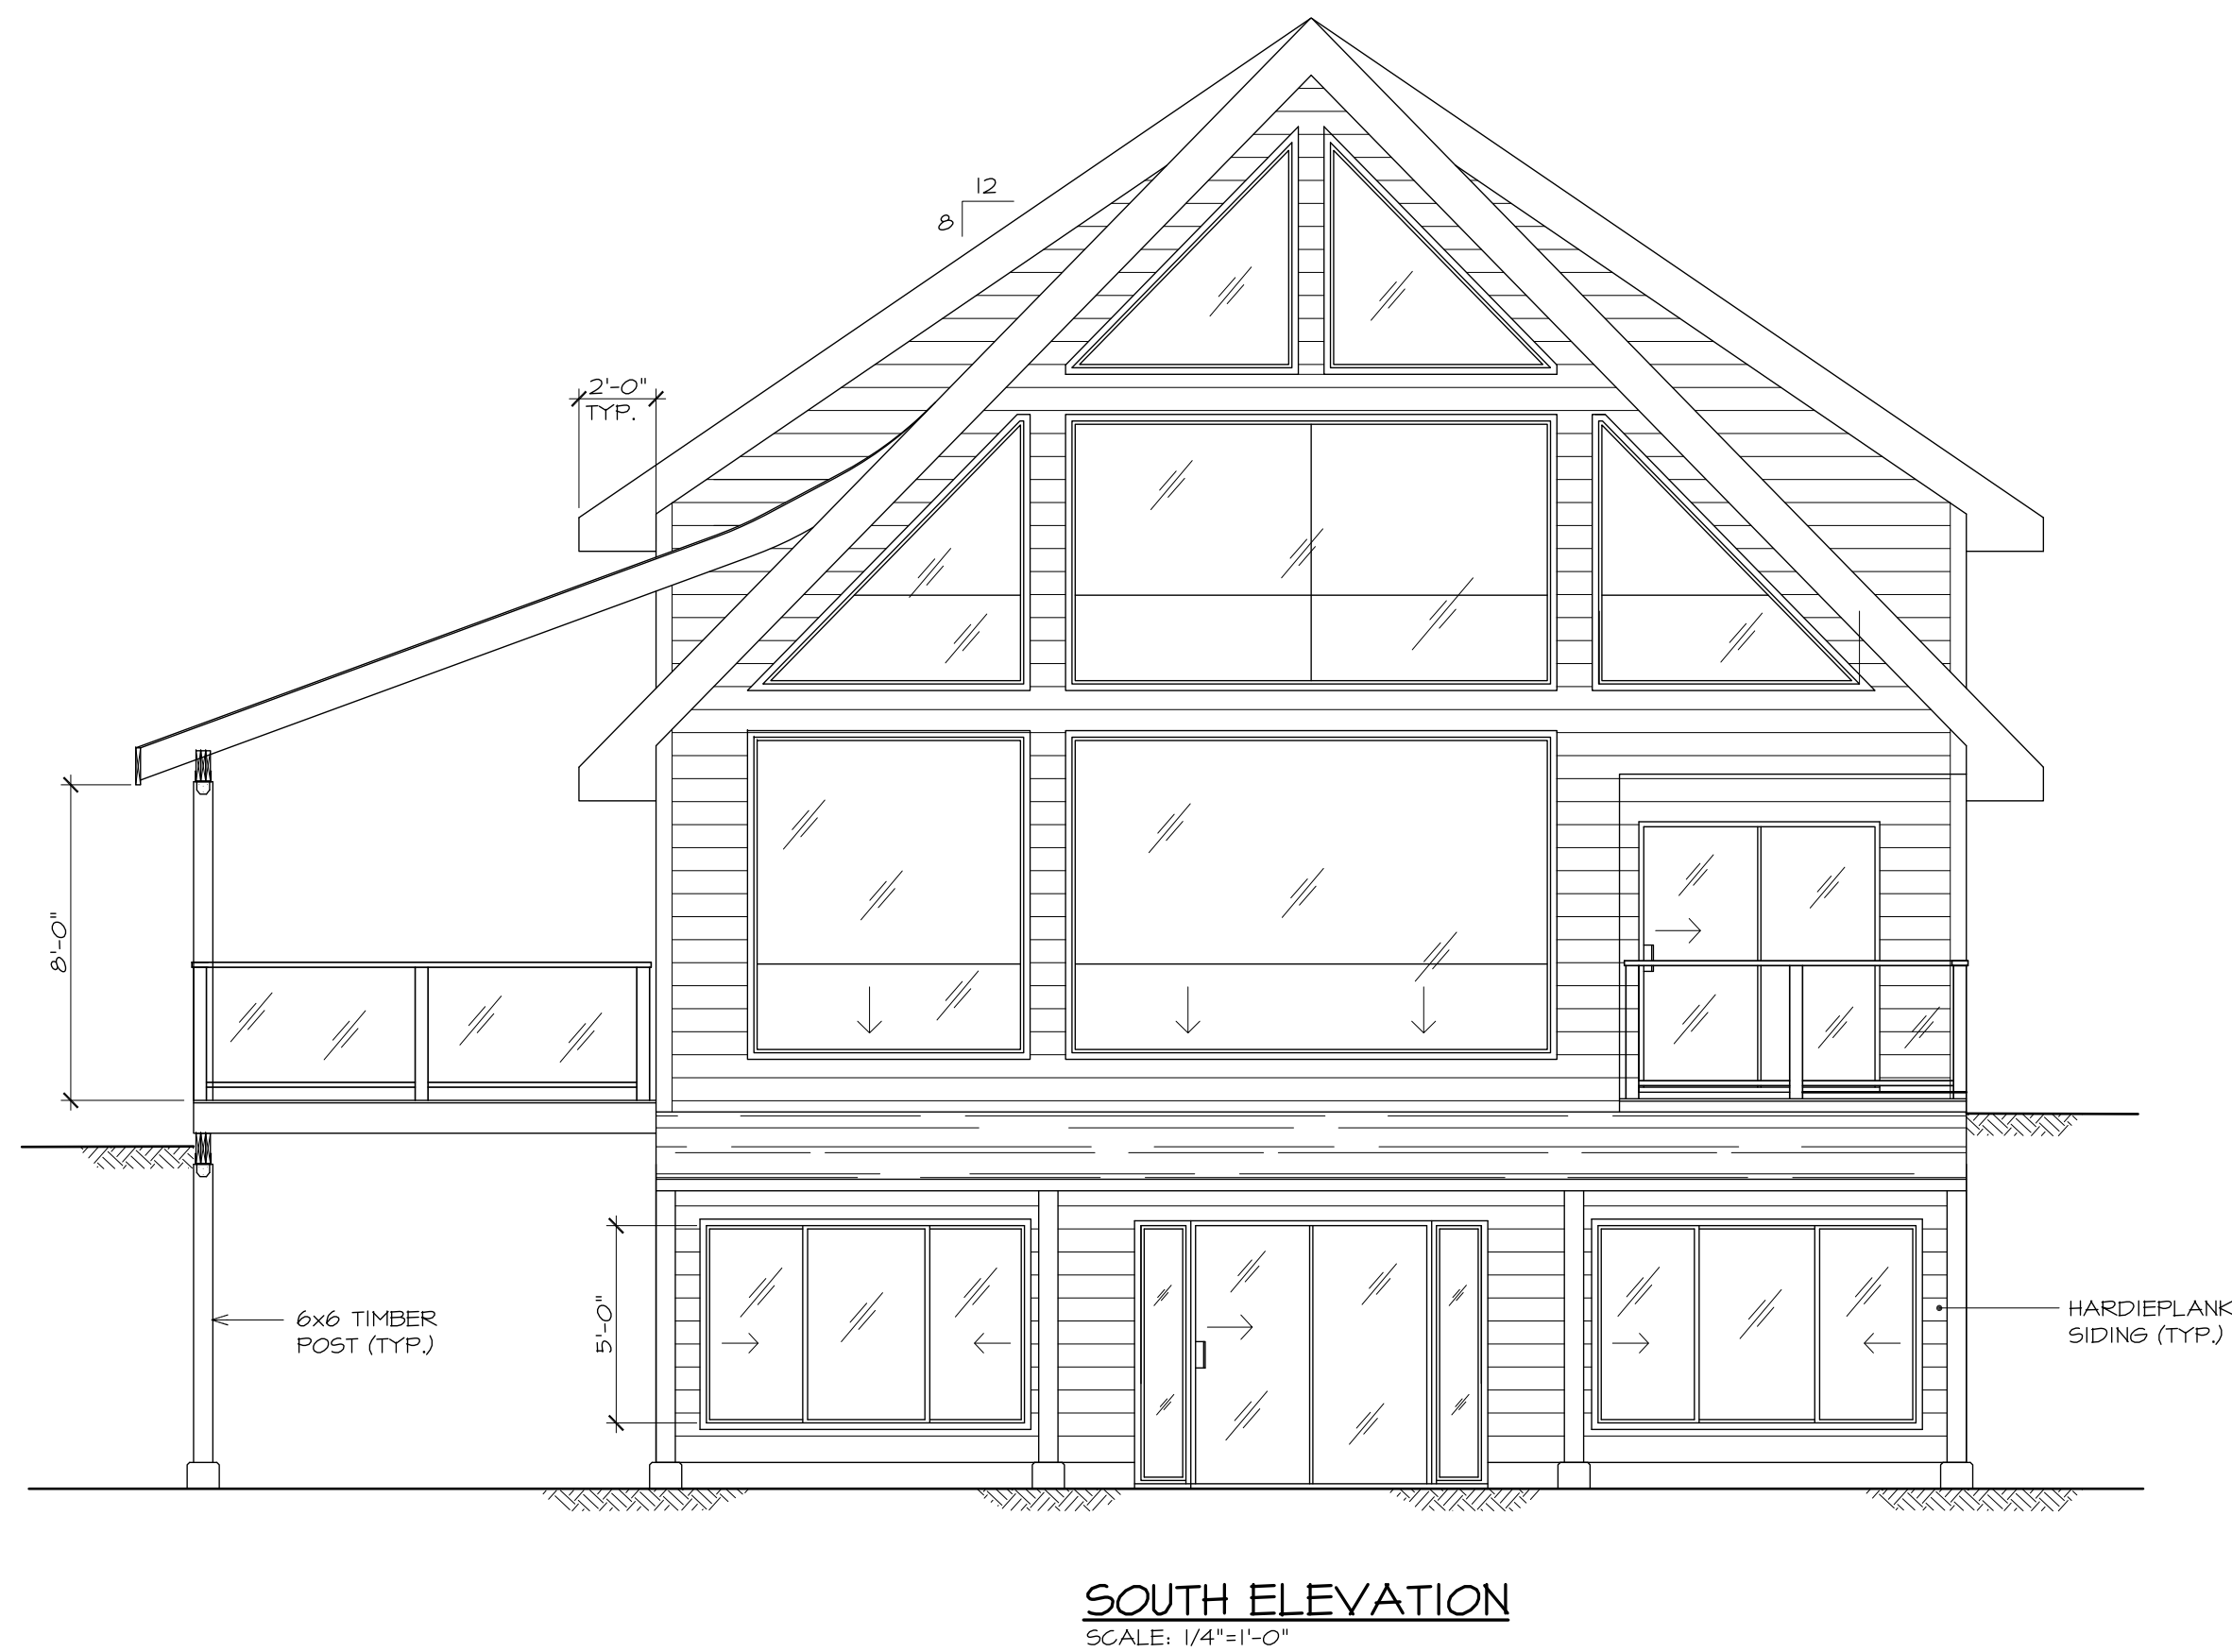 12
8
2'-0"
TYP.
8'-0"
6x6 TIMBER
POST (TYP.)
5'-0"
HARDIEPLANK
SIDING (TYP.)
SOUTH ELEVATION
SCALE: 1/4"=1'-0"